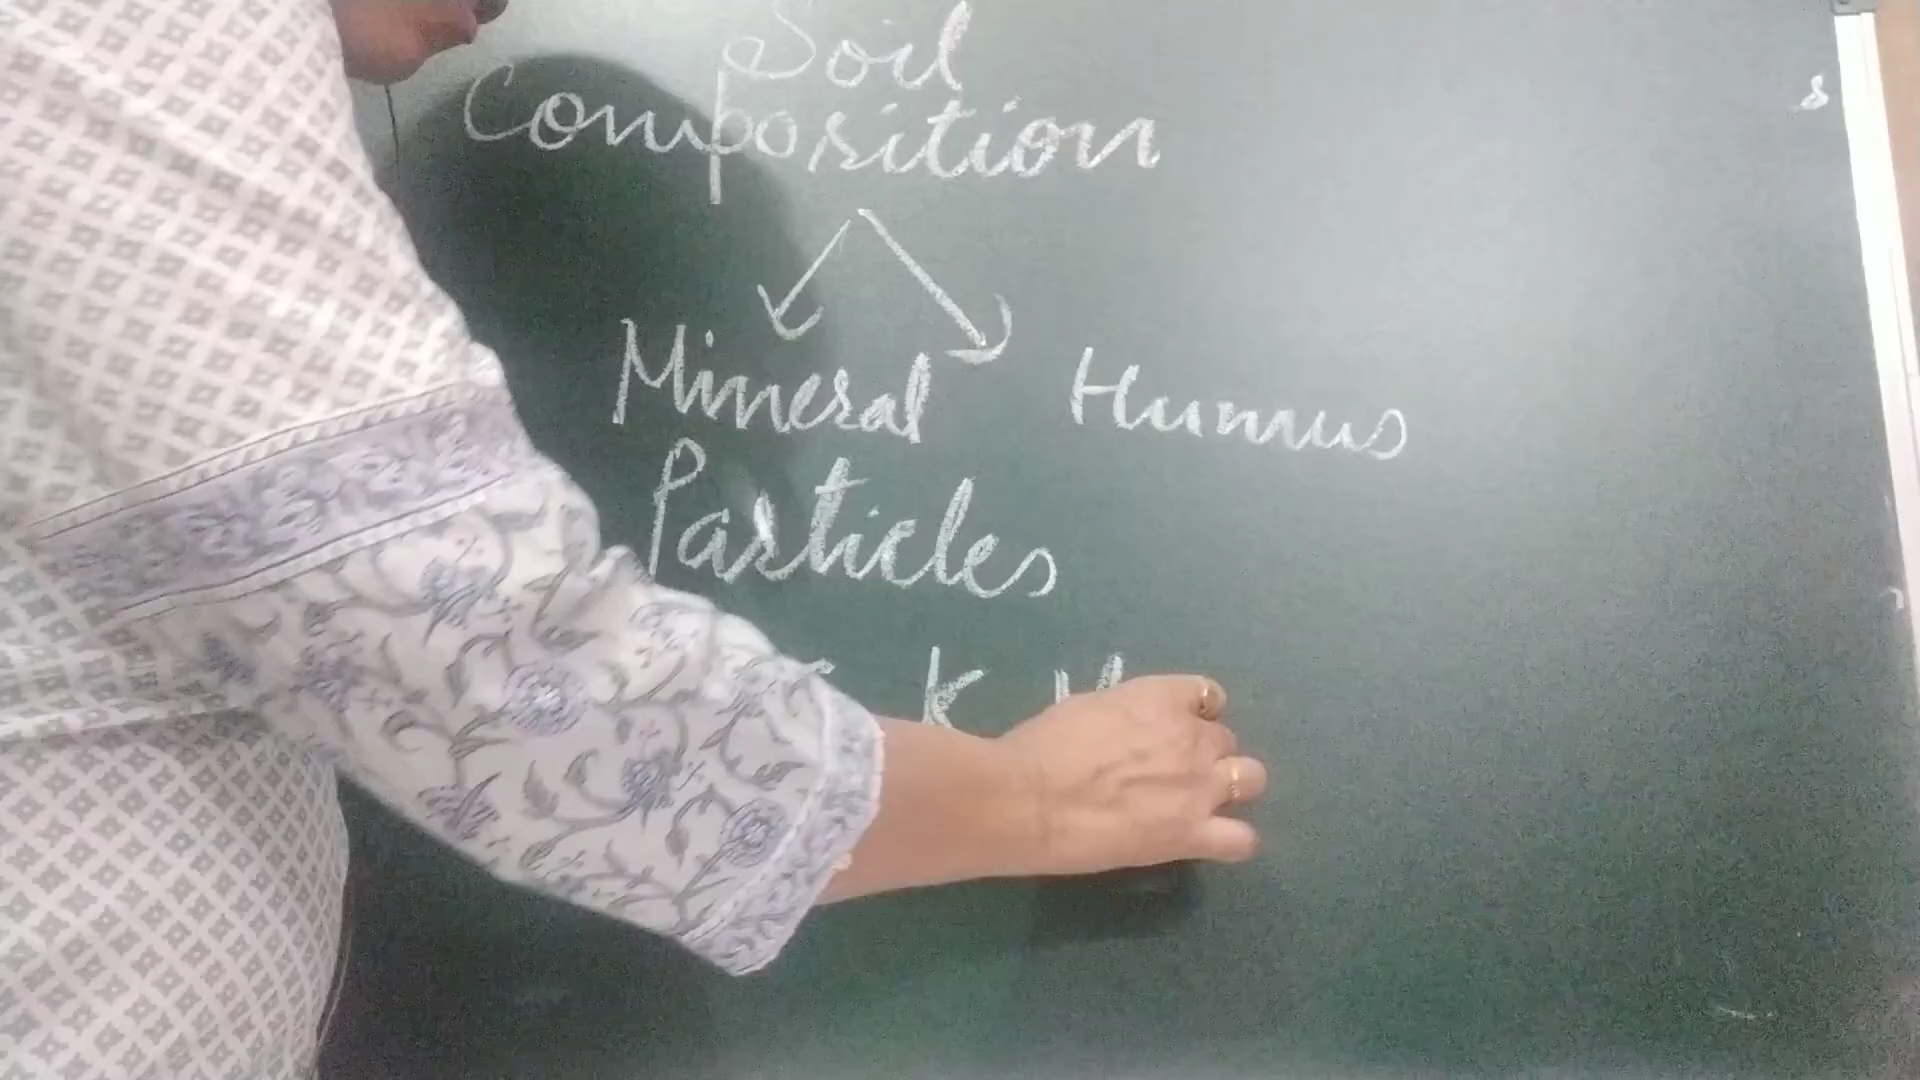 Soil
Composition
Mineral Humus
Particles
K